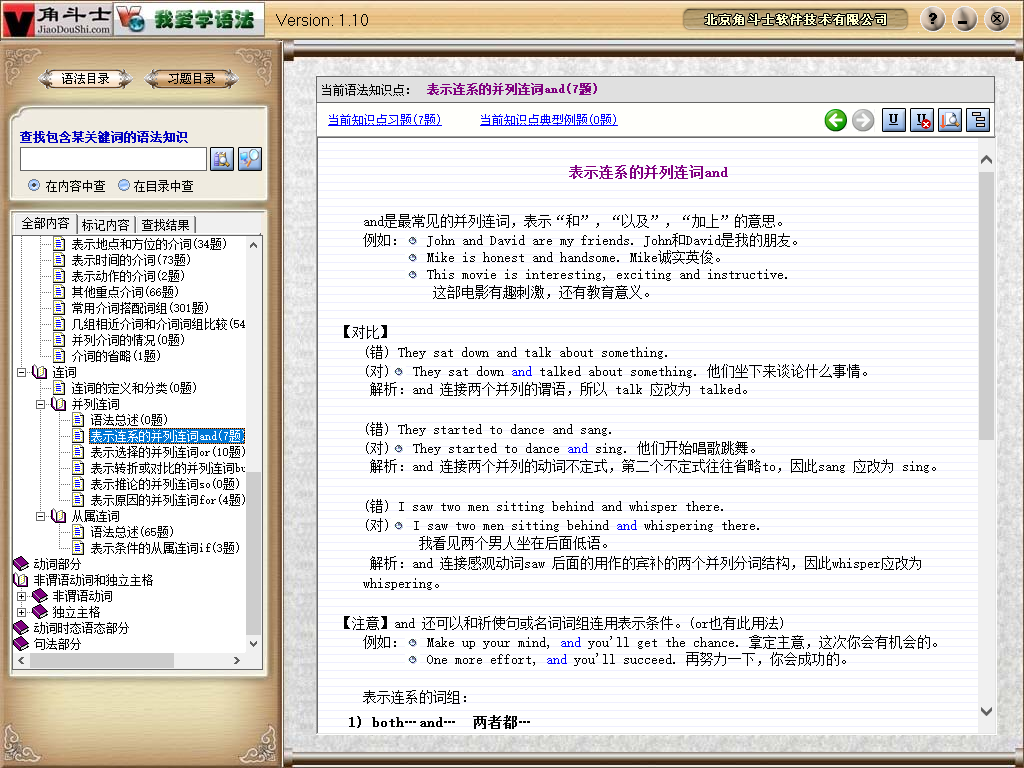 角斗士
JiaoDouShi.com
我爱学语法
Version: 1.10
北京角斗士软件技术有限公司
语法目录
习题目录
查找包含某关键词的语法知识
在内容中查
在目录中查
全部内容
标记内容
查找结果
表示地点和方位的介词(34题)
表示时间的介词(73题)
表示动作的介词(2题)
其他重点介词(66题)
常用介词搭配词组(301题)
几组相近介词和介词词组比较(54
并列介词的情况(0题)
介词的省略(1题)
连词
连词的定义和分类(0题)
并列连词
语法总述(0题)
表示连系的并列连词and(7题
表示选择的并列连词or(10题)
表示转折或对比的并列连词bu
表示推论的并列连词so(0题)
表示原因的并列连词for(4题)
从属连词
语法总述(65题)
表示条件的从属连词if(3题)
动词部分
非谓语动词和独立主格
非谓语动词
独立主格
动词时态语态部分
句法部分
当前语法知识点： 表示连系的并列连词and(7题)
当前知识点习题(7题)
当前知识点典型例题(0题)
表示连系的并列连词and
and是最常见的并列连词，表示“和”，“以及”，“加上”的意思。
例如： John and David are my friends. John和David是我的朋友。
Mike is honest and handsome. Mike诚实英俊。
This movie is interesting, exciting and instructive.
这部电影有趣刺激，还有教育意义。
【对比】
(错) They sat down and talk about something.
(对) They sat down and talked about something. 他们坐下来谈论什么事情。
解析：and 连接两个并列的谓语，所以 talk 应改为 talked。
(错) They started to dance and sang.
(对) They started to dance and sing. 他们开始唱歌跳舞。
解析：and 连接两个并列的动词不定式，第二个不定式往往省略to，因此sang 应改为 sing。
(错) I saw two men sitting behind and whisper there.
(对) I saw two men sitting behind and whispering there.
我看见两个男人坐在后面低语。
解析：and 连接感观动词saw 后面的用作的宾补的两个并列分词结构，因此whisper应改为
whispering。
【注意】and 还可以和祈使句或名词词组连用表示条件。(or也有此用法)
例如： Make up your mind, and you'll get the chance. 拿定主意，这次你会有机会的。
One more effort, and you'll succeed. 再努力一下，你会成功的。
表示连系的词组：
1) both…and… 两者都…